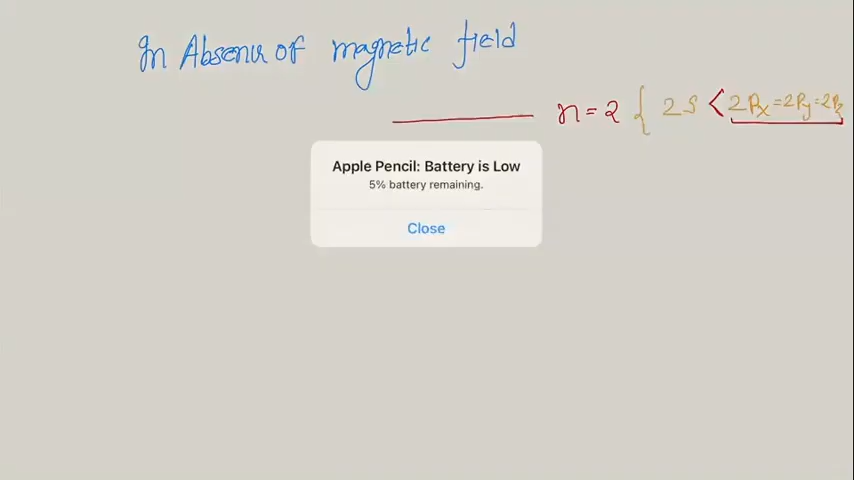 In Absence of magnetic field
n=2 { 2S < 2Px=2Py=2Pz
Apple Pencil: Battery is Low
5% battery remaining.
Close